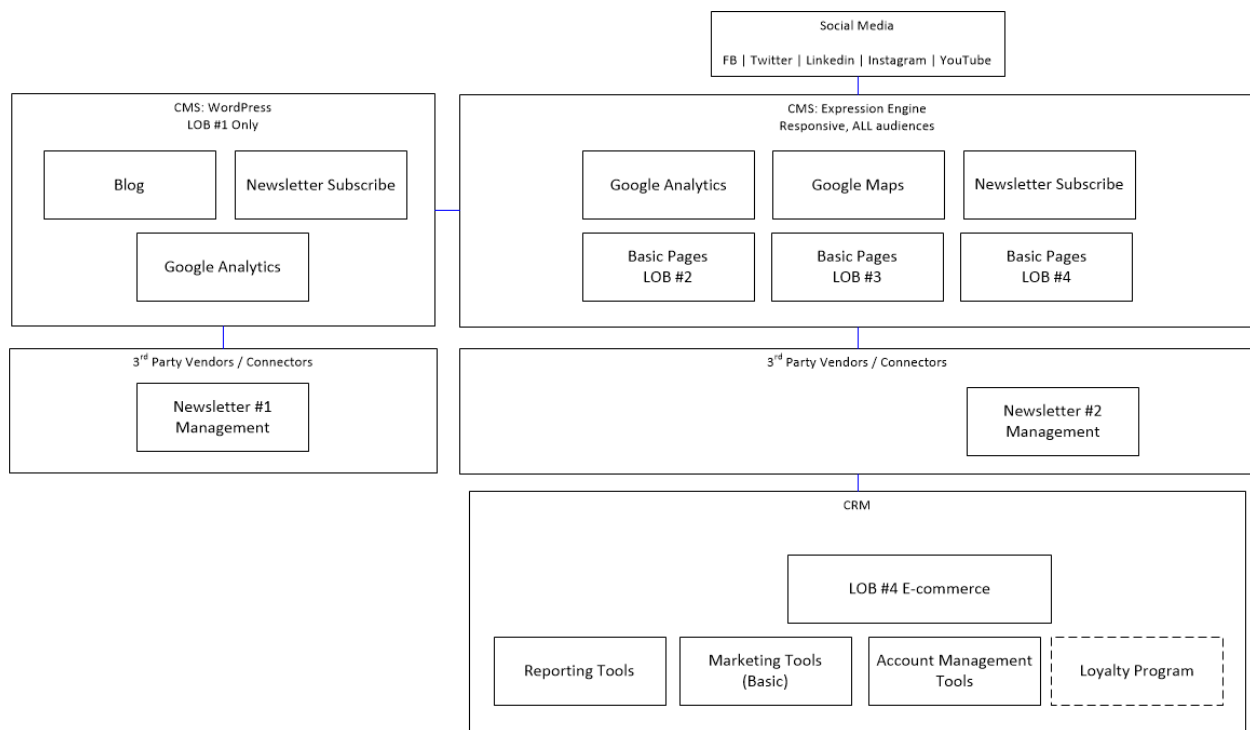 Social Media
FB | Twitter | Linkedin | Instagram | YouTube
CMS: WordPress
LOB #1 Only
Blog
Newsletter Subscribe
Google Analytics
CMS: Expression Engine
Responsive, ALL audiences
Google Analytics
Google Maps
Newsletter Subscribe
Basic Pages
LOB #2
Basic Pages
LOB #3
Basic Pages
LOB #4
3rd Party Vendors / Connectors
Newsletter #1
Management
3rd Party Vendors / Connectors
Newsletter #2
Management
CRM
LOB #4 E-commerce
Reporting Tools
Marketing Tools
(Basic)
Account Management
Tools
Loyalty Program